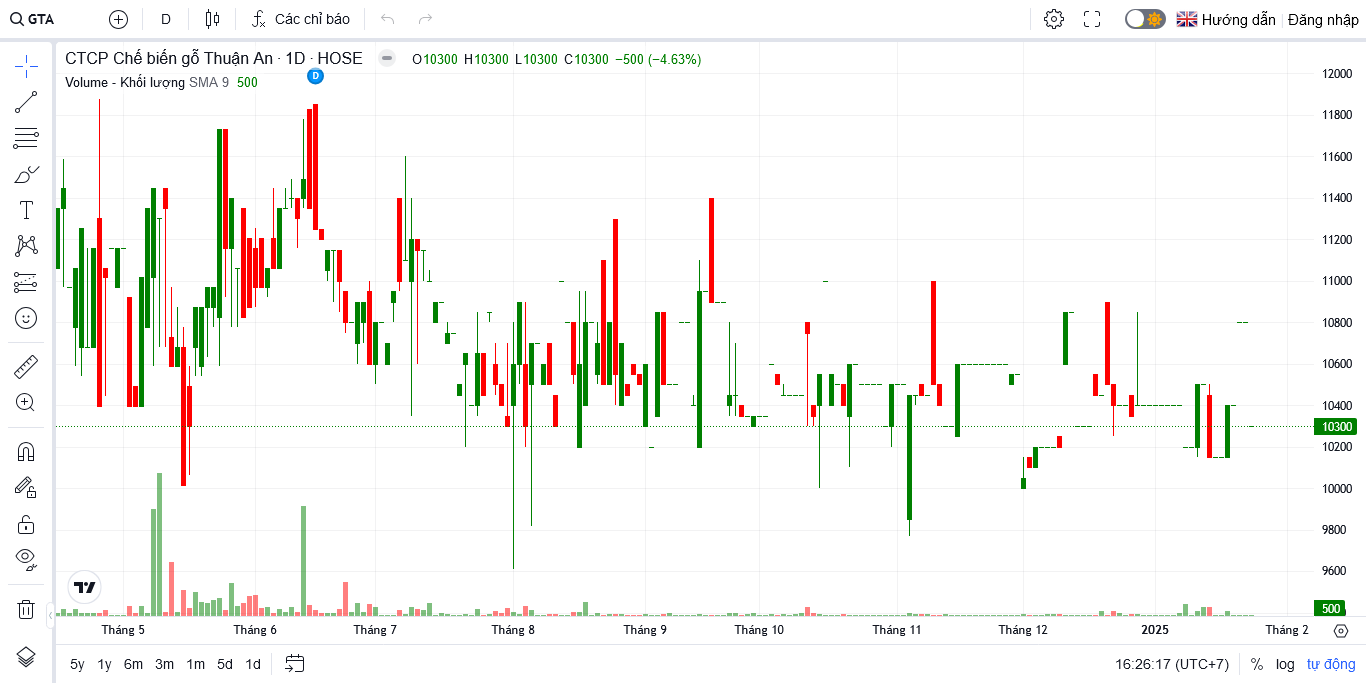 GTA D Các chỉ báo Hướng dẫn Đăng nhập
CTCP Chế biến gỗ Thuận An · 1D · HOSE O10300 H10300 L10300 C10300 −500 (−4.63%)
D
Volume - Khối lượng SMA 9 500
12000
11800
11600
11400
11200
11000
10800
10600
10400
10300
10200
10000
9800
9600
500
Tháng 5 Tháng 6 Tháng 7 Tháng 8 Tháng 9 Tháng 10 Tháng 11 Tháng 12 2025 Tháng 2
5y 1y 6m 3m 1m 5d 1d 16:26:17 (UTC+7) % log tự động